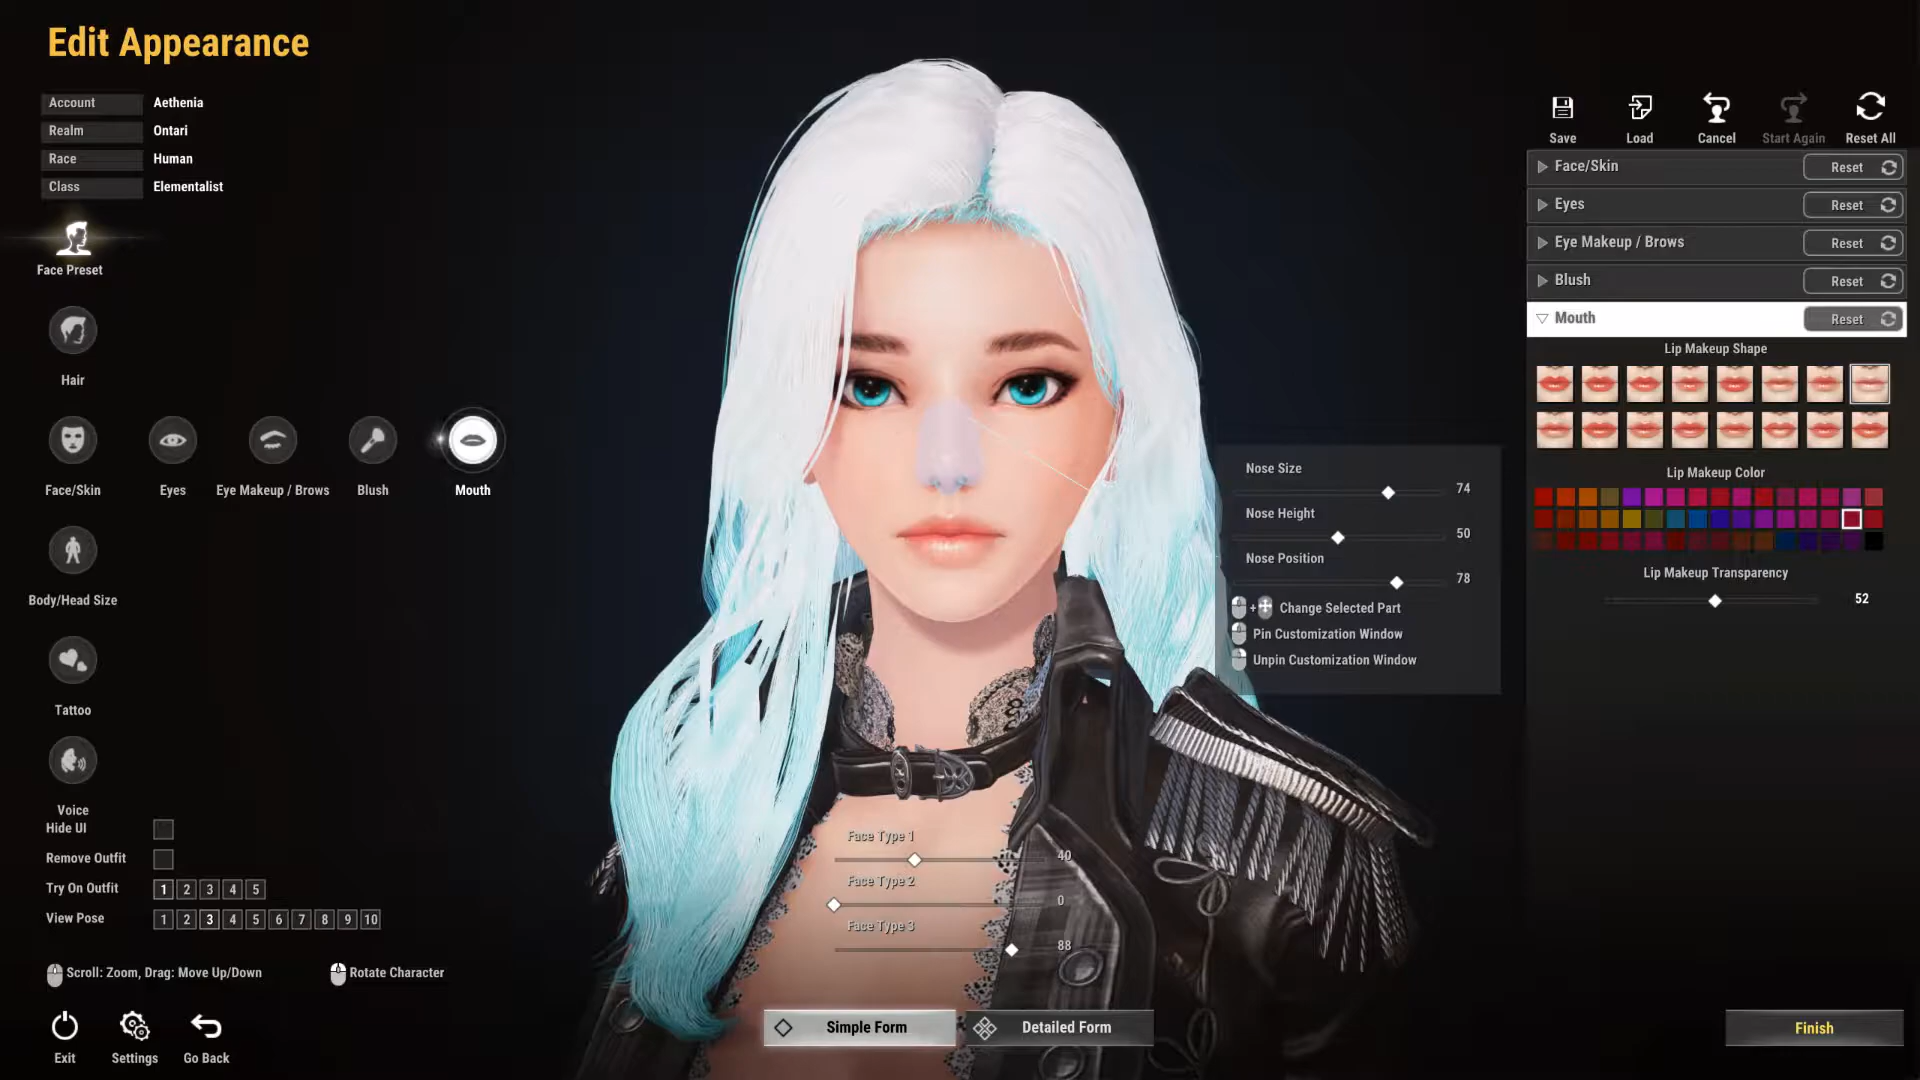 Edit Appearance
Account Aethenia
Realm Ontari
Race Human
Class Elementalist
Face Preset
Hair
Face/Skin Eyes Eye Makeup / Brows Blush Mouth
Body/Head Size
Tattoo
Voice
Hide UI
Remove Outfit
Try On Outfit 1 2 3 4 5
View Pose 1 2 3 4 5 6 7 8 9 10
Scroll: Zoom, Drag: Move Up/Down Rotate Character
Exit Settings Go Back
Nose Size
74
Nose Height
50
Nose Position
78
+ Change Selected Part
Pin Customization Window
Unpin Customization Window
Face Type 1
40
Face Type 2
0
Face Type 3
88
Simple Form Detailed Form
Save Load Cancel Start Again Reset All
Face/Skin Reset
Eyes Reset
Eye Makeup / Brows Reset
Blush Reset
Mouth Reset
Lip Makeup Shape
Lip Makeup Color
Lip Makeup Transparency
52
Finish